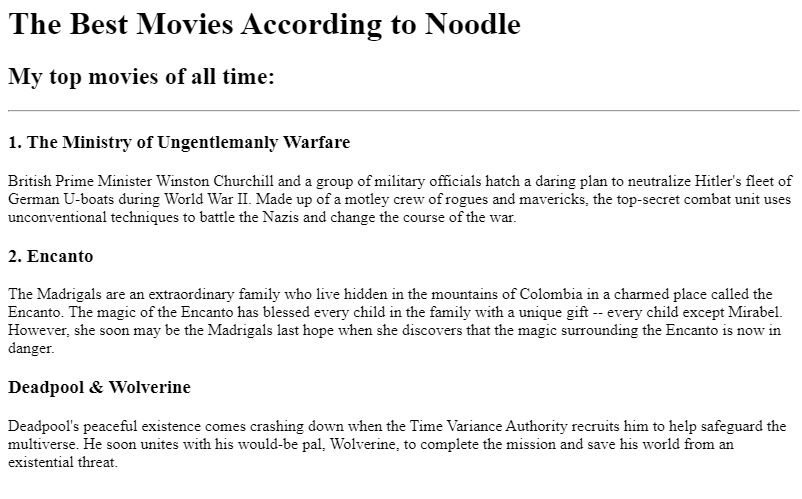 The Best Movies According to Noodle
My top movies of all time:
1. The Ministry of Ungentlemanly Warfare
British Prime Minister Winston Churchill and a group of military officials hatch a daring plan to neutralize Hitler's fleet of
German U-boats during World War II. Made up of a motley crew of rogues and mavericks, the top-secret combat unit uses
unconventional techniques to battle the Nazis and change the course of the war.
2. Encanto
The Madrigals are an extraordinary family who live hidden in the mountains of Colombia in a charmed place called the
Encanto. The magic of the Encanto has blessed every child in the family with a unique gift -- every child except Mirabel.
However, she soon may be the Madrigals last hope when she discovers that the magic surrounding the Encanto is now in
danger.
Deadpool & Wolverine
Deadpool's peaceful existence comes crashing down when the Time Variance Authority recruits him to help safeguard the
multiverse. He soon unites with his would-be pal, Wolverine, to complete the mission and save his world from an
existential threat.